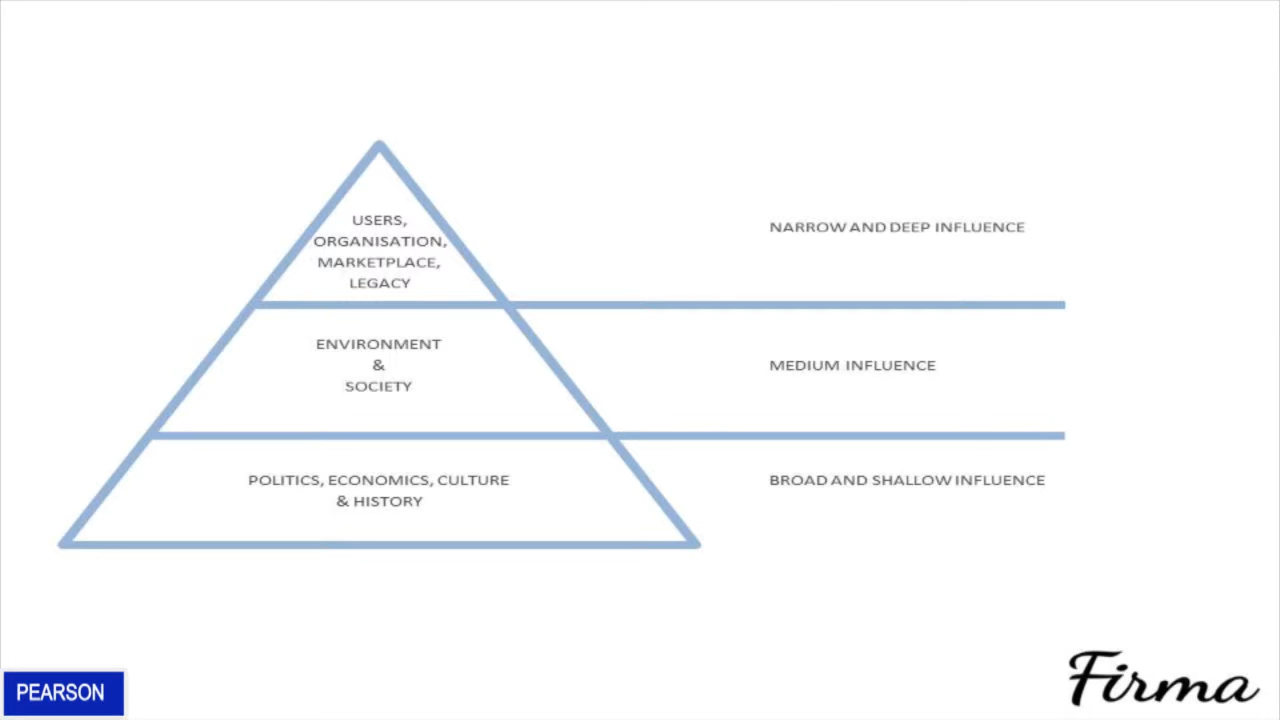 USERS,
ORGANISATION,
MARKETPLACE,
LEGACY
NARROW AND DEEP INFLUENCE
ENVIRONMENT
&
SOCIETY
MEDIUM INFLUENCE
POLITICS, ECONOMICS, CULTURE
& HISTORY
BROAD AND SHALLOW INFLUENCE
PEARSON
Firma